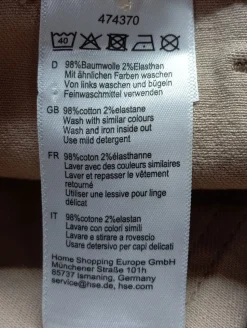 474370
40
D 98%Baumwolle 2%Elasthan
Mit ähnlichen Farben waschen
Von links waschen und bügeln
Feinwaschmittel verwenden
GB 98%cotton 2%elastane
Wash with similar colours
Wash and iron inside out
Use mild detergent
FR 98%coton 2%élasthanne
Laver avec des couleurs similaires
Laver et repasser le vêtement
retourné
Utiliser une lessive pour linge
délicat
IT 98%cotone 2%elastan
Lavare con colori simili
Lavare e stirare a rovescio
Usare detersivo per capi delicati
Home Shopping Europe GmbH
Münchener Straße 101h
85737 Ismaning, Germany
service@hse.de, hse.com